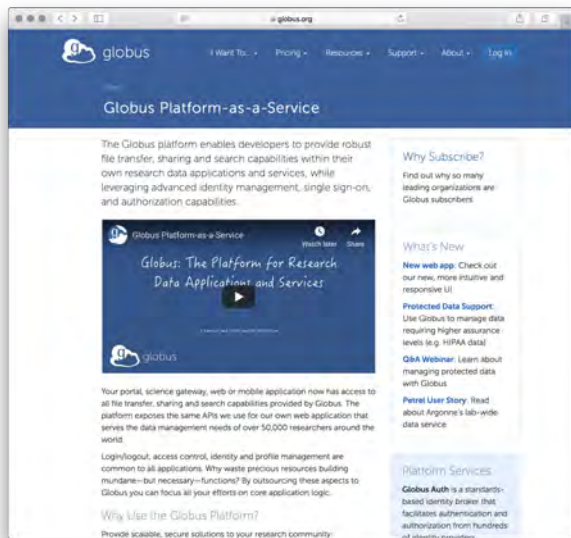 globus.org
globus
I Want To...
Pricing
Resources
Support
About
Log In
Globus Platform-as-a-Service
The Globus platform enables developers to provide robust
file transfer, sharing and search capabilities within their
own research data applications and services, while
leveraging advanced identity management, single sign-on,
and authorization capabilities.
Globus Platform-as-a-Service
Watch later
Share
Globus: The Platform for Research
Data Applications and Services
globus
Your portal, science gateway, web or mobile application now has access to
all file transfer, sharing and search capabilities provided by Globus. The
platform exposes the same APIs we use for our own web application that
serves the data management needs of over 50,000 researchers around the
world.
Login/logout, access control, identity and profile management are
common to all applications. Why waste precious resources building
mundane—but necessary—functions? By outsourcing these aspects to
Globus you can focus all your efforts on core application logic.
Why Use the Globus Platform?
Provide scalable, secure solutions to your research community:
Why Subscribe?
Find out why so many
leading organizations are
Globus subscribers
What's New
New web app: Check out
our new, more intuitive and
responsive UI
Protected Data Support:
Use Globus to manage data
requiring higher assurance
levels (e.g. HIPAA data)
Q&A Webinar: Learn about
managing protected data
with Globus
Petrel User Story: Read
about Argonne's lab-wide
data service
Platform Services
Globus Auth is a standards-
based identity broker that
facilitates authentication and
authorization from hundreds
of identity providers